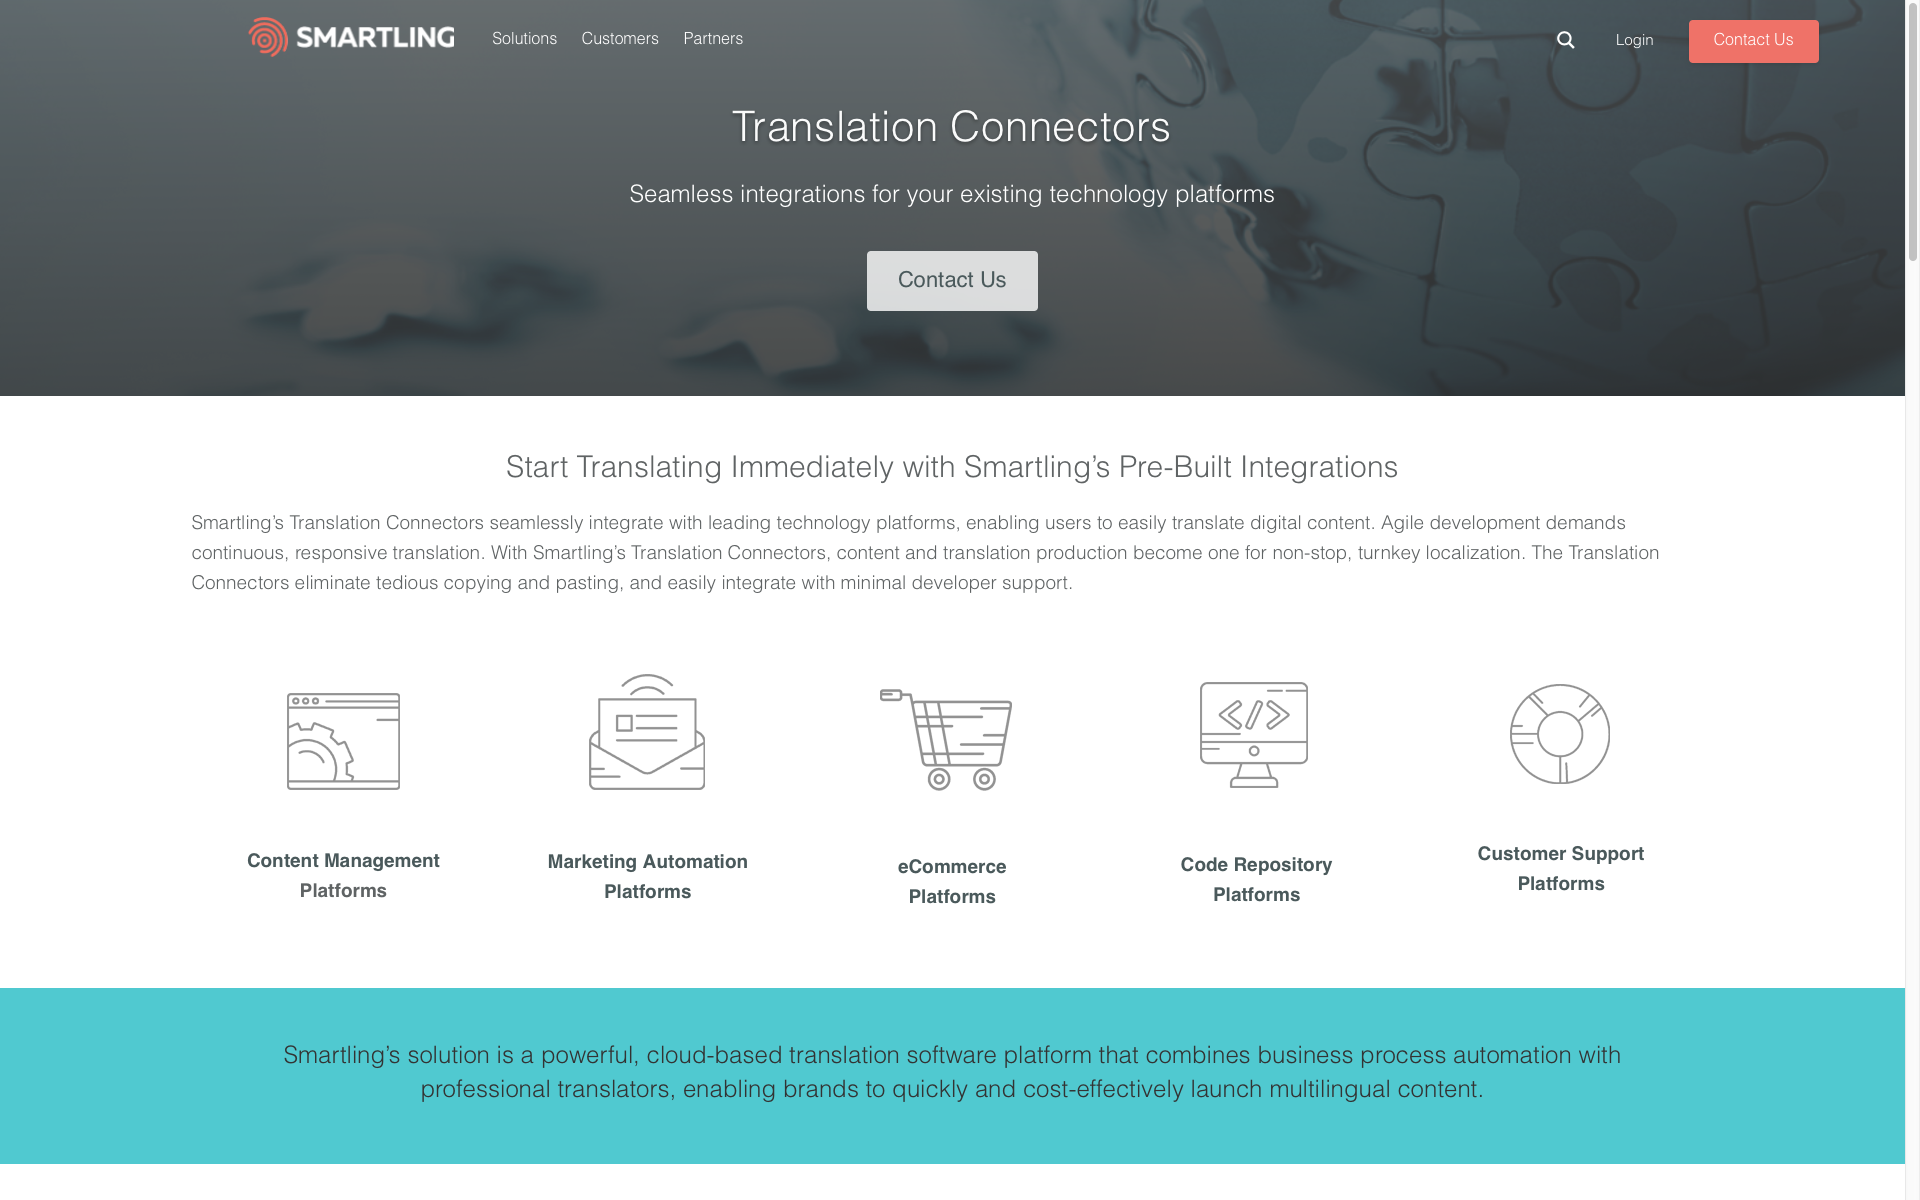 SMARTLING
Solutions
Customers
Partners
Login
Contact Us
Translation Connectors
Seamless integrations for your existing technology platforms
Contact Us
Start Translating Immediately with Smartling’s Pre-Built Integrations
Smartling’s Translation Connectors seamlessly integrate with leading technology platforms, enabling users to easily translate digital content. Agile development demands
continuous, responsive translation. With Smartling’s Translation Connectors, content and translation production become one for non-stop, turnkey localization. The Translation
Connectors eliminate tedious copying and pasting, and easily integrate with minimal developer support.
Content Management
Platforms
Marketing Automation
Platforms
eCommerce
Platforms
Code Repository
Platforms
Customer Support
Platforms
Smartling’s solution is a powerful, cloud-based translation software platform that combines business process automation with
professional translators, enabling brands to quickly and cost-effectively launch multilingual content.